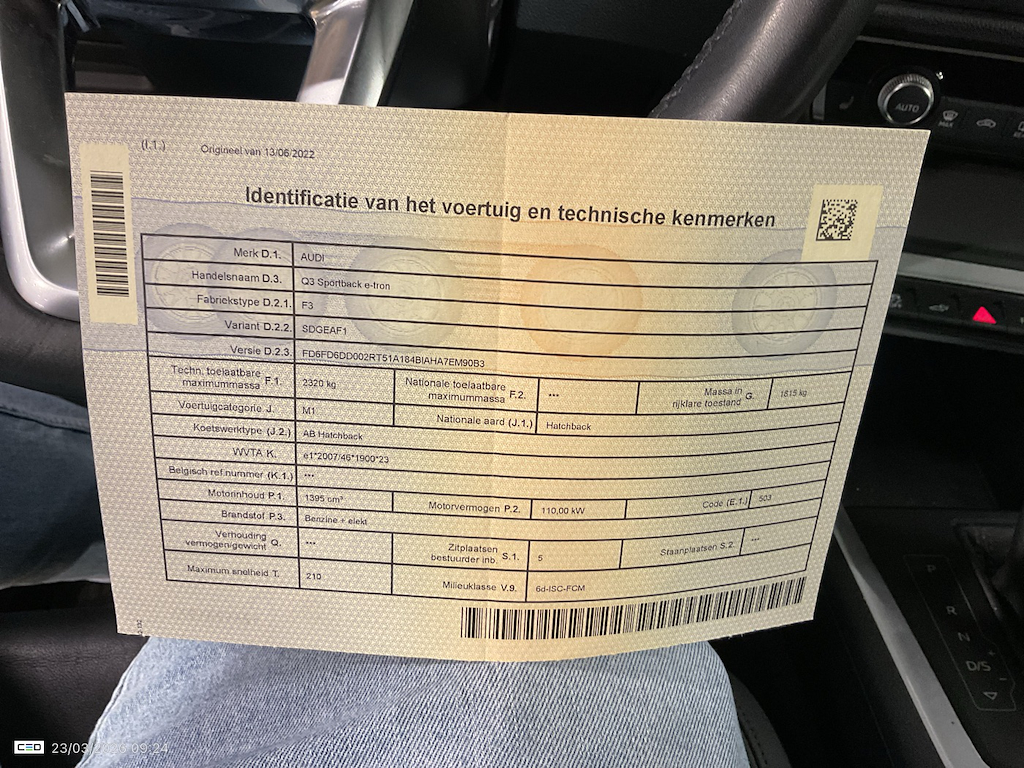 AUTO
MAX
(I.1.) Origineel van 13/06/2022
Identificatie van het voertuig en technische kenmerken
Merk D.1. AUDI
Handelsnaam D.3. Q3 Sportback e-tron
Fabriekstype D.2.1. F3
Variant D.2.2. SDGEAF1
Versie D.2.3. FD6FD6DD002RT51A184BIAHA7EM90B3
Techn. toelaatbare maximummassa F.1. 2320 kg Nationale toelaatbare maximummassa F.2. *** Massa in rijklare toestand G. 1815 kg
Voertuigcategorie J. M1 Nationale aard (J.1.) Hatchback
Koetswerktype (J.2.) AB Hatchback
WVTA K. e1*2007/46*1900*23
Belgisch ref.nummer (K.1.) ***
Motorinhoud P.1. 1395 cm³ Motorvermogen P.2. 110,00 kW Code (E.1.) 503
Brandstof P.3. Benzine + elekt
Verhouding vermogen/gewicht Q. *** Zitplaatsen bestuurder inb. S.1. 5 Staanplaatsen S.2. ***
Maximum snelheid T. 210 Milieuklasse V.9. 6d-ISC-FCM
P
R
N
D/S
+
-
CEO 09:24